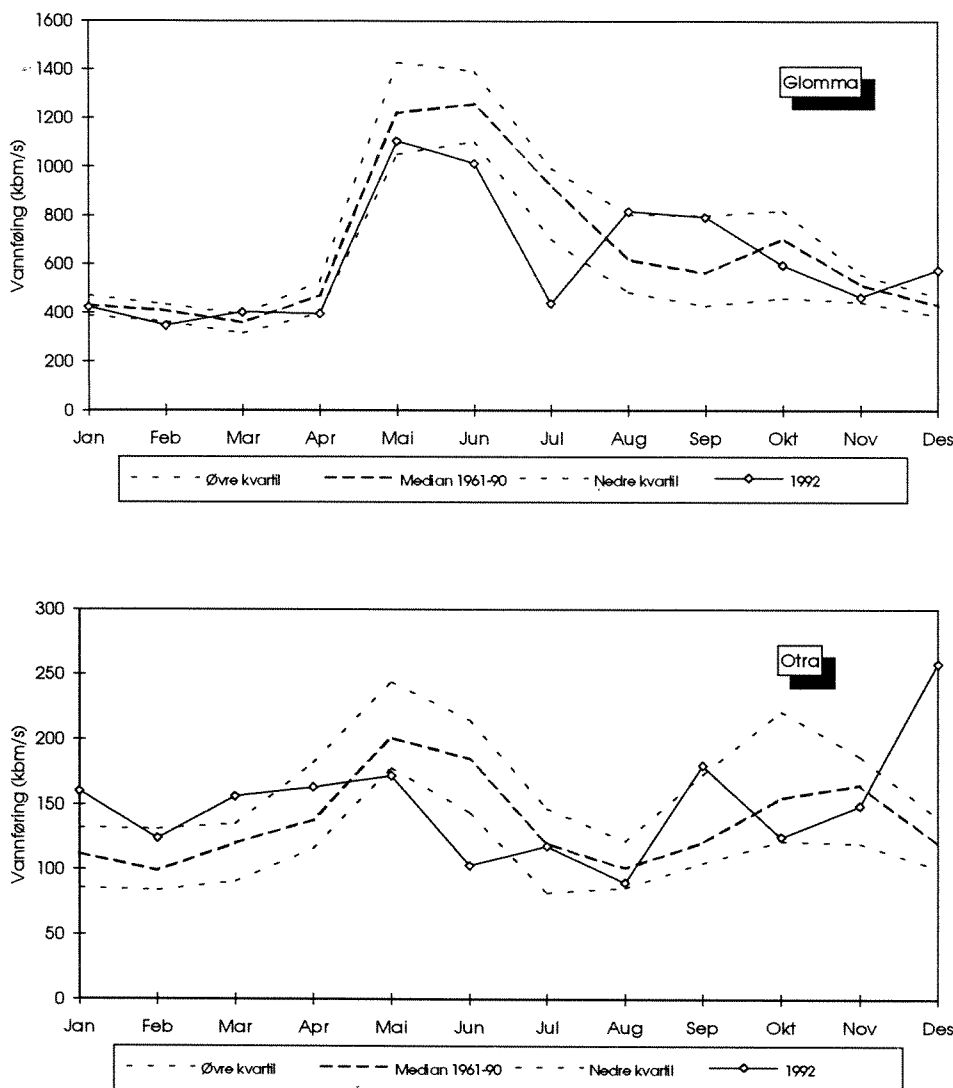 1600
1400
1200
1000
800
600
400
200
0
Vannføing (kbm/s)
Glomma
Jan Feb Mar Apr Mai Jun Jul Aug Sep Okt Nov Des
Øvre kvartil Median 1961-90 Nedre kvartil 1992
300
250
200
150
100
50
0
Vannføring (kbm/s)
Otra
Jan Feb Mar Apr Mai Jun Jul Aug Sep Okt Nov Des
Øvre kvartil Median 1961-90 Nedre kvartil 1992